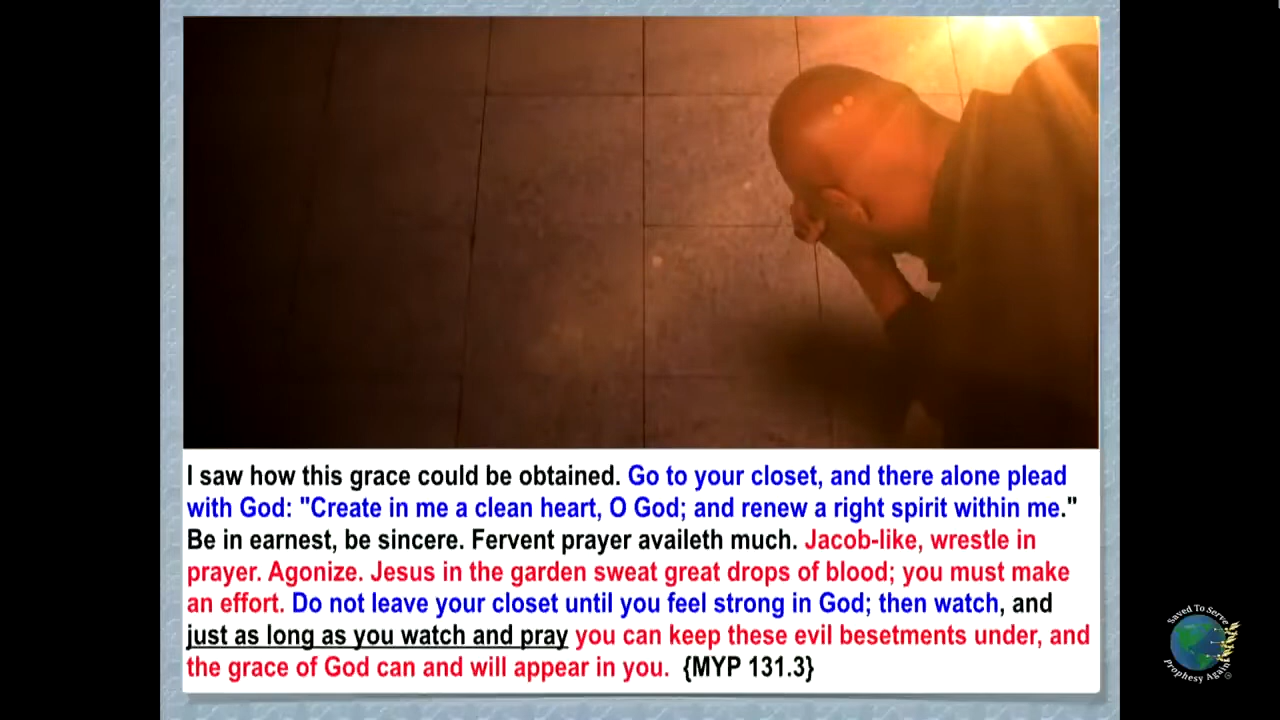 I saw how this grace could be obtained. Go to your closet, and there alone plead
with God: "Create in me a clean heart, O God; and renew a right spirit within me."
Be in earnest, be sincere. Fervent prayer availeth much. Jacob-like, wrestle in
prayer. Agonize. Jesus in the garden sweat great drops of blood; you must make
an effort. Do not leave your closet until you feel strong in God; then watch, and
just as long as you watch and pray you can keep these evil besetments under, and
the grace of God can and will appear in you. {MYP 131.3}
Saved To Serve
Prophesy Again